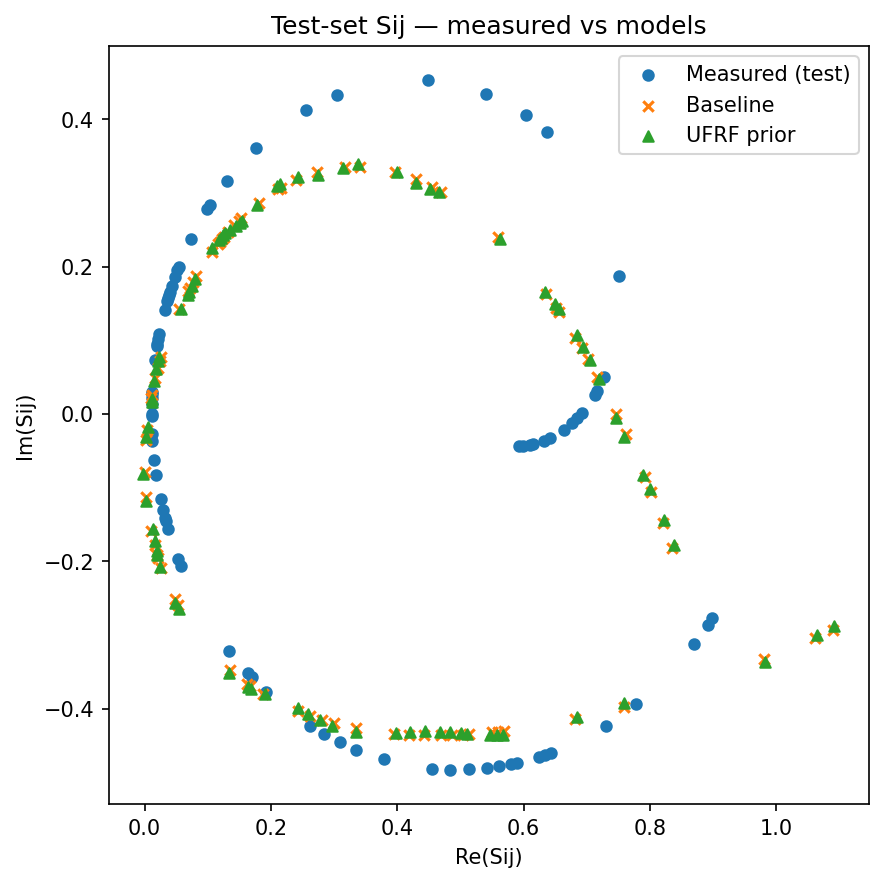 Test-set Sij — measured vs models
Measured (test)
Baseline
UFRF prior
Im(Sij)
0.4
0.2
0.0
−0.2
−0.4
0.0 0.2 0.4 0.6 0.8 1.0
Re(Sij)